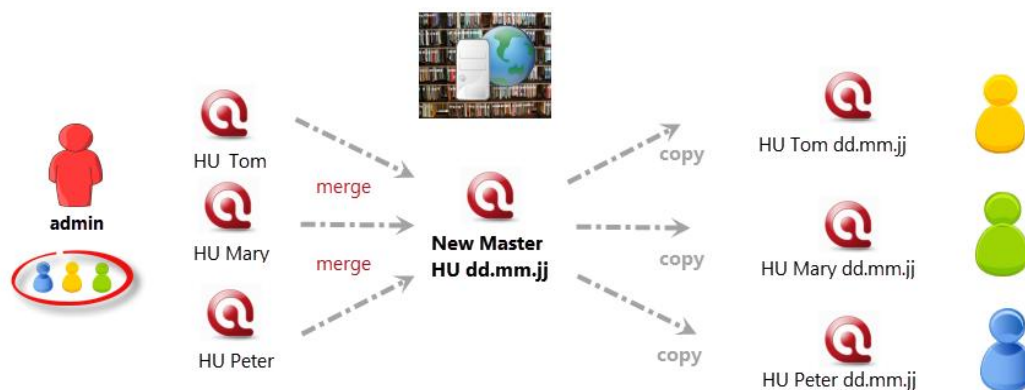 admin
HU Tom
merge
HU Mary
merge
HU Peter
New Master
HU dd.mm.jj
copy
HU Tom dd.mm.jj
copy
HU Mary dd.mm.jj
copy
HU Peter dd.mm.jj